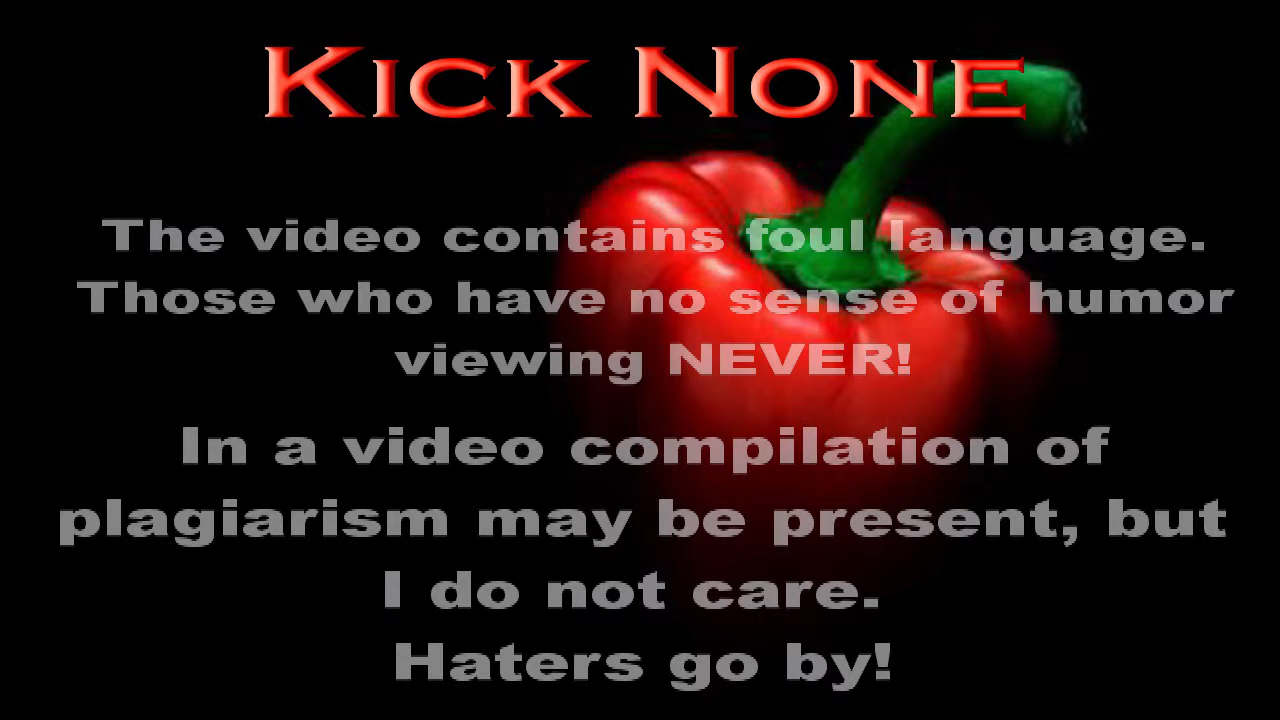 Kick None
The video contains foul language.
Those who have no sense of humor
viewing NEVER!
In a video compilation of
plagiarism may be present, but
I do not care.
Haters go by!